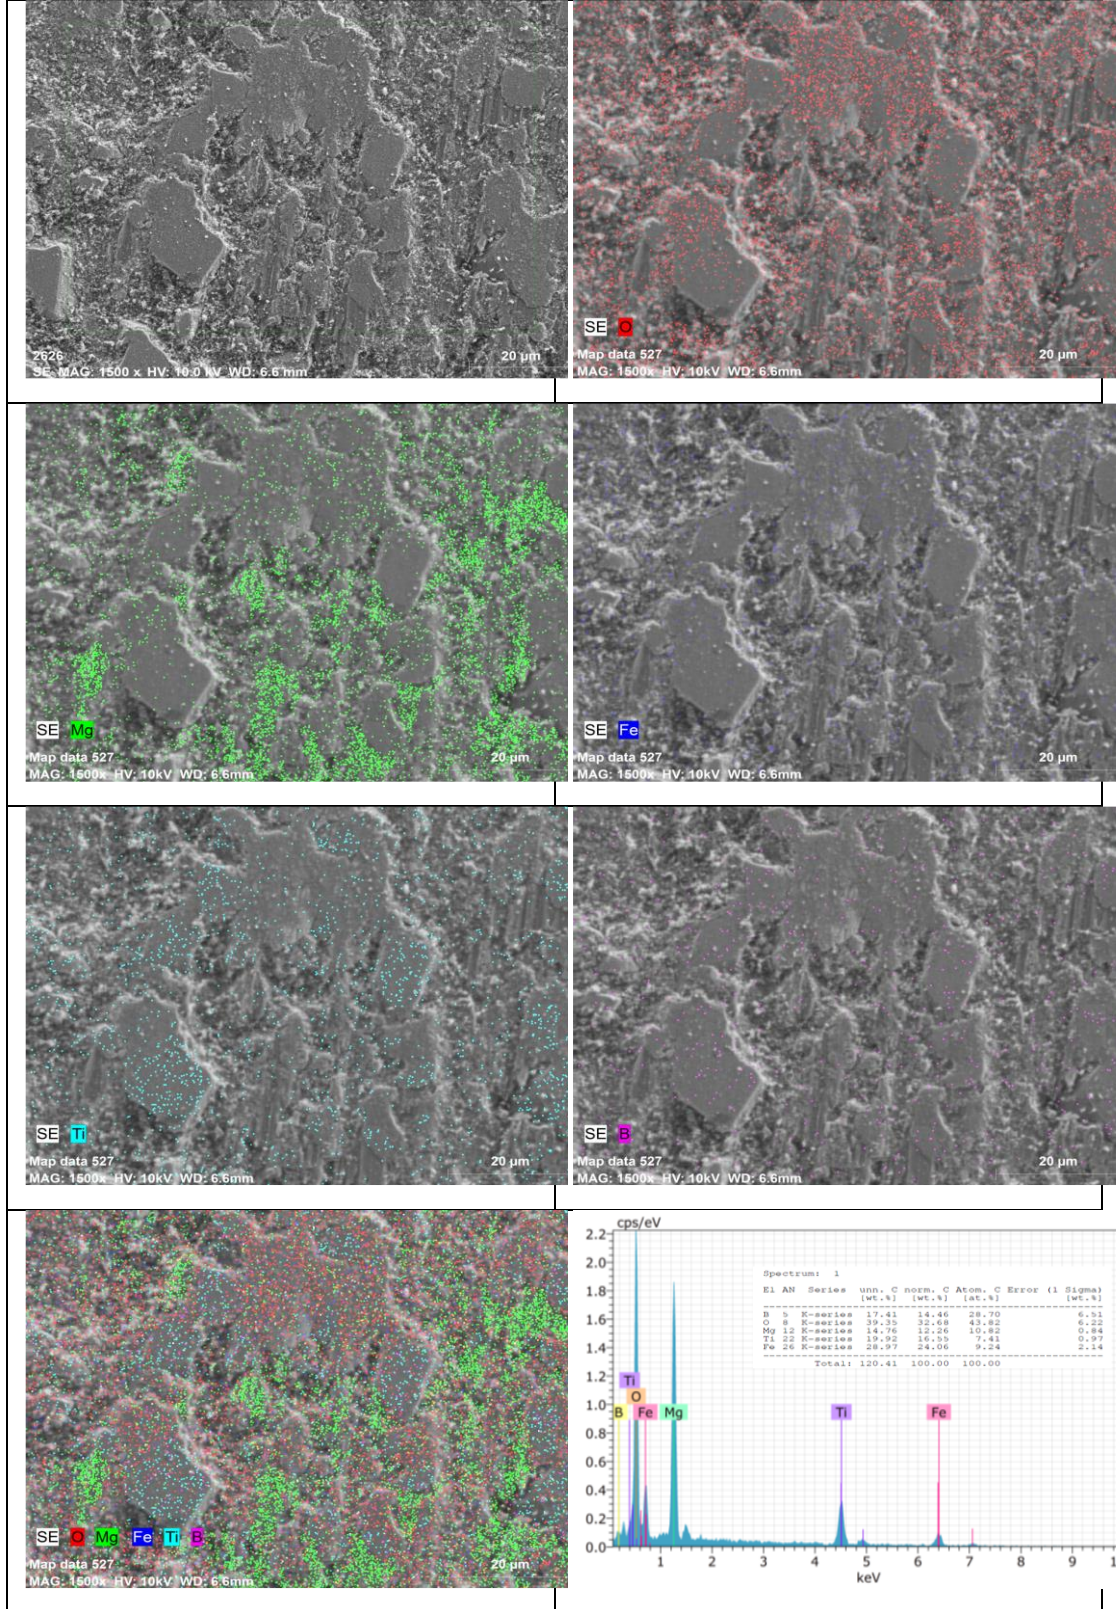 2626
20 µm
SE MAG: 1500 x HV: 10.0 kV WD: 6.6 mm
SE O
Map data 527
20 µm
MAG: 1500x HV: 10kV WD: 6.6mm
SE Mg
Map data 527
20 µm
MAG: 1500x HV: 10kV WD: 6.6mm
SE Fe
Map data 527
20 µm
MAG: 1500x HV: 10kV WD: 6.6mm
SE Ti
Map data 527
20 µm
MAG: 1500x HV: 10kV WD: 6.6mm
SE B
Map data 527
20 µm
MAG: 1500x HV: 10kV WD: 6.6mm
SE O Mg Fe Ti B
Map data 527
20 µm
MAG: 1500x HV: 10kV WD: 6.6mm
cps/eV
2.2
2.0
1.8
1.6
1.4
1.2
1.0
0.8
0.6
0.4
0.2
0.0
Spectrum: 1
El AN Series unn. C norm. C Atom. C Error (1 Sigma)
[wt.%] [wt.%] [at.%] [wt.%]
B 5 K-series 17.41 14.46 28.70 6.51
O 8 K-series 39.35 32.68 43.82 6.22
Mg 12 K-series 14.76 12.26 10.82 0.84
Ti 22 K-series 19.92 16.55 7.41 0.97
Fe 26 K-series 28.97 24.06 9.24 2.14
Total: 120.41 100.00 100.00
Ti
O
B Fe Mg Ti Fe
1 2 3 4 5 6 7 8 9 1
keV